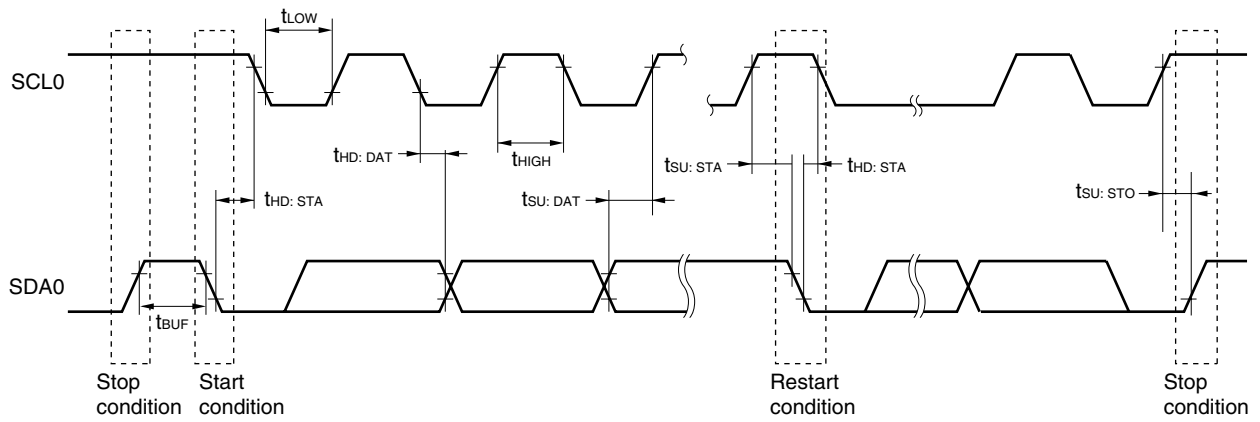 tLOW
SCL0
tHD: DAT
tHIGH
tSU: STA
tHD: STA
tHD: STA
tSU: DAT
tSU: STO
SDA0
tBUF
Stop
condition
Start
condition
Restart
condition
Stop
condition